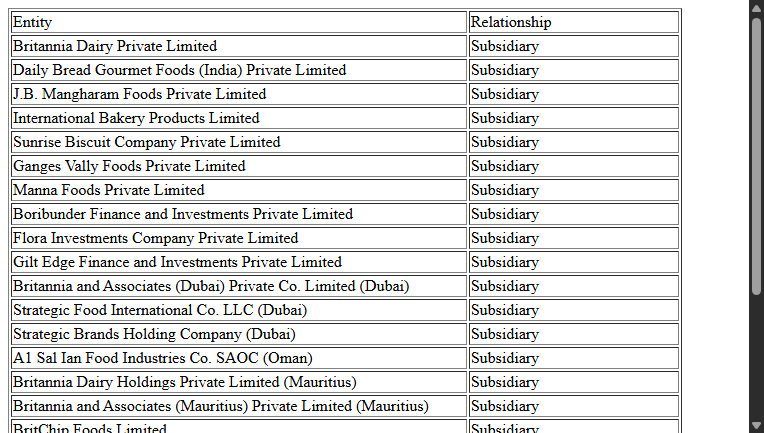 Entity Relationship
Britannia Dairy Private Limited Subsidiary
Daily Bread Gourmet Foods (India) Private Limited Subsidiary
J.B. Mangharam Foods Private Limited Subsidiary
International Bakery Products Limited Subsidiary
Sunrise Biscuit Company Private Limited Subsidiary
Ganges Vally Foods Private Limited Subsidiary
Manna Foods Private Limited Subsidiary
Boribunder Finance and Investments Private Limited Subsidiary
Flora Investments Company Private Limited Subsidiary
Gilt Edge Finance and Investments Private Limited Subsidiary
Britannia and Associates (Dubai) Private Co. Limited (Dubai) Subsidiary
Strategic Food International Co. LLC (Dubai) Subsidiary
Strategic Brands Holding Company (Dubai) Subsidiary
A1 Sal Ian Food Industries Co. SAOC (Oman) Subsidiary
Britannia Dairy Holdings Private Limited (Mauritius) Subsidiary
Britannia and Associates (Mauritius) Private Limited (Mauritius) Subsidiary
BritChip Foods Limited Subsidiary